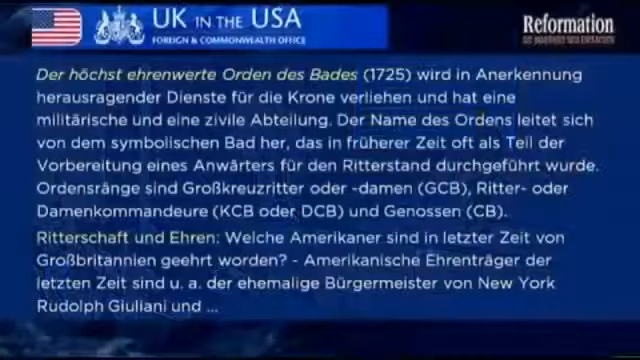 UK IN THE USA
FOREIGN & COMMONWEALTH OFFICE
Reformation
Der höchst ehrenwerte Orden des Bades (1725) wird in Anerkennung
herausragender Dienste für die Krone verliehen und hat eine
militärische und eine zivile Abteilung. Der Name des Ordens leitet sich
von dem symbolischen Bad her, das in früherer Zeit oft als Teil der
Vorbereitung eines Anwärters für den Ritterstand durchgeführt wurde.
Ordensränge sind Großkreuzritter oder -damen (GCB), Ritter- oder
Damenkommandeure (KCB oder DCB) und Genossen (CB).
Ritterschaft und Ehren: Welche Amerikaner sind in letzter Zeit von
Großbritannien geehrt worden? - Amerikanische Ehrenträger der
letzten Zeit sind u. a. der ehemalige Bürgermeister von New York
Rudolph Giuliani und ...